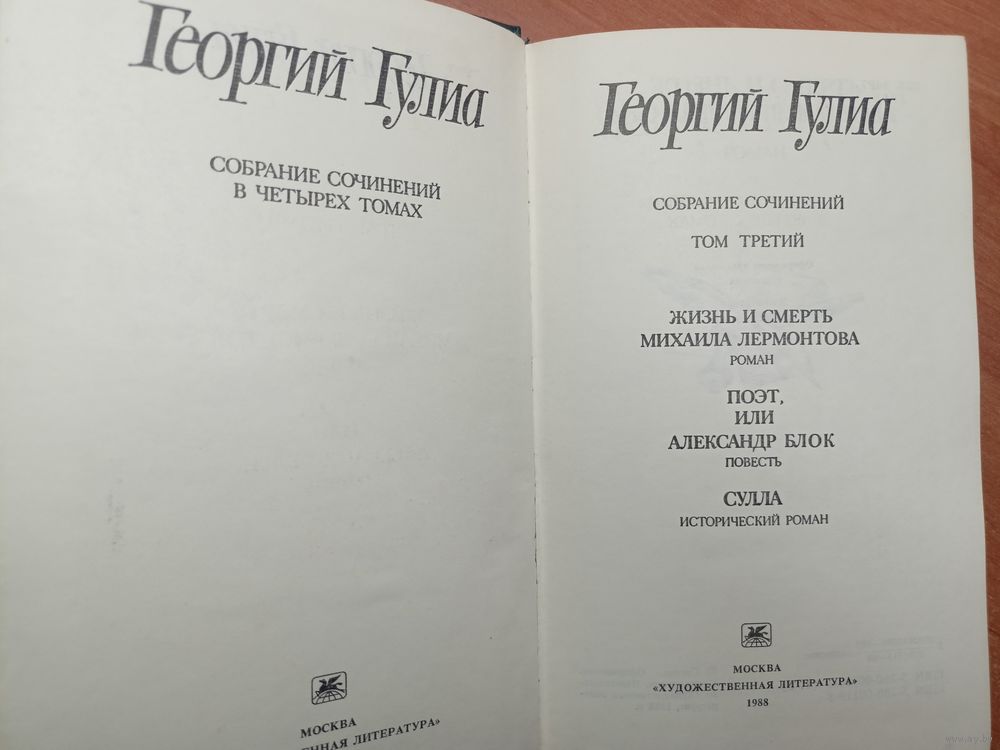 Георгий Гулиа
СОБРАНИЕ СОЧИНЕНИЙ
В ЧЕТЫРЕХ ТОМАХ
МОСКВА
ЛИТЕРАТУРА»
Георгий Гулиа
СОБРАНИЕ СОЧИНЕНИЙ
ТОМ ТРЕТИЙ
ЖИЗНЬ И СМЕРТЬ
МИХАИЛА ЛЕРМОНТОВА
РОМАН
ПОЭТ,
ИЛИ
АЛЕКСАНДР БЛОК
ПОВЕСТЬ
СУЛЛА
ИСТОРИЧЕСКИЙ РОМАН
МОСКВА
«ХУДОЖЕСТВЕННАЯ ЛИТЕРАТУРА»
1988